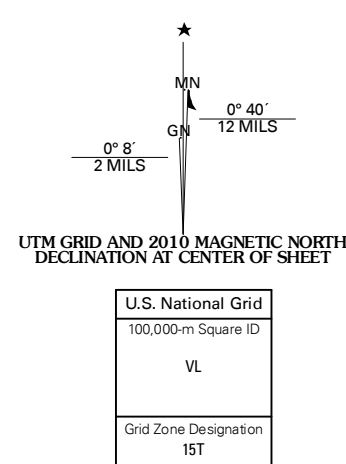 ★
MN
0° 40´
12 MILS
GN
0° 8´
2 MILS
UTM GRID AND 2010 MAGNETIC NORTH
DECLINATION AT CENTER OF SHEET
U.S. National Grid
100,000-m Square ID
VL
Grid Zone Designation
15T